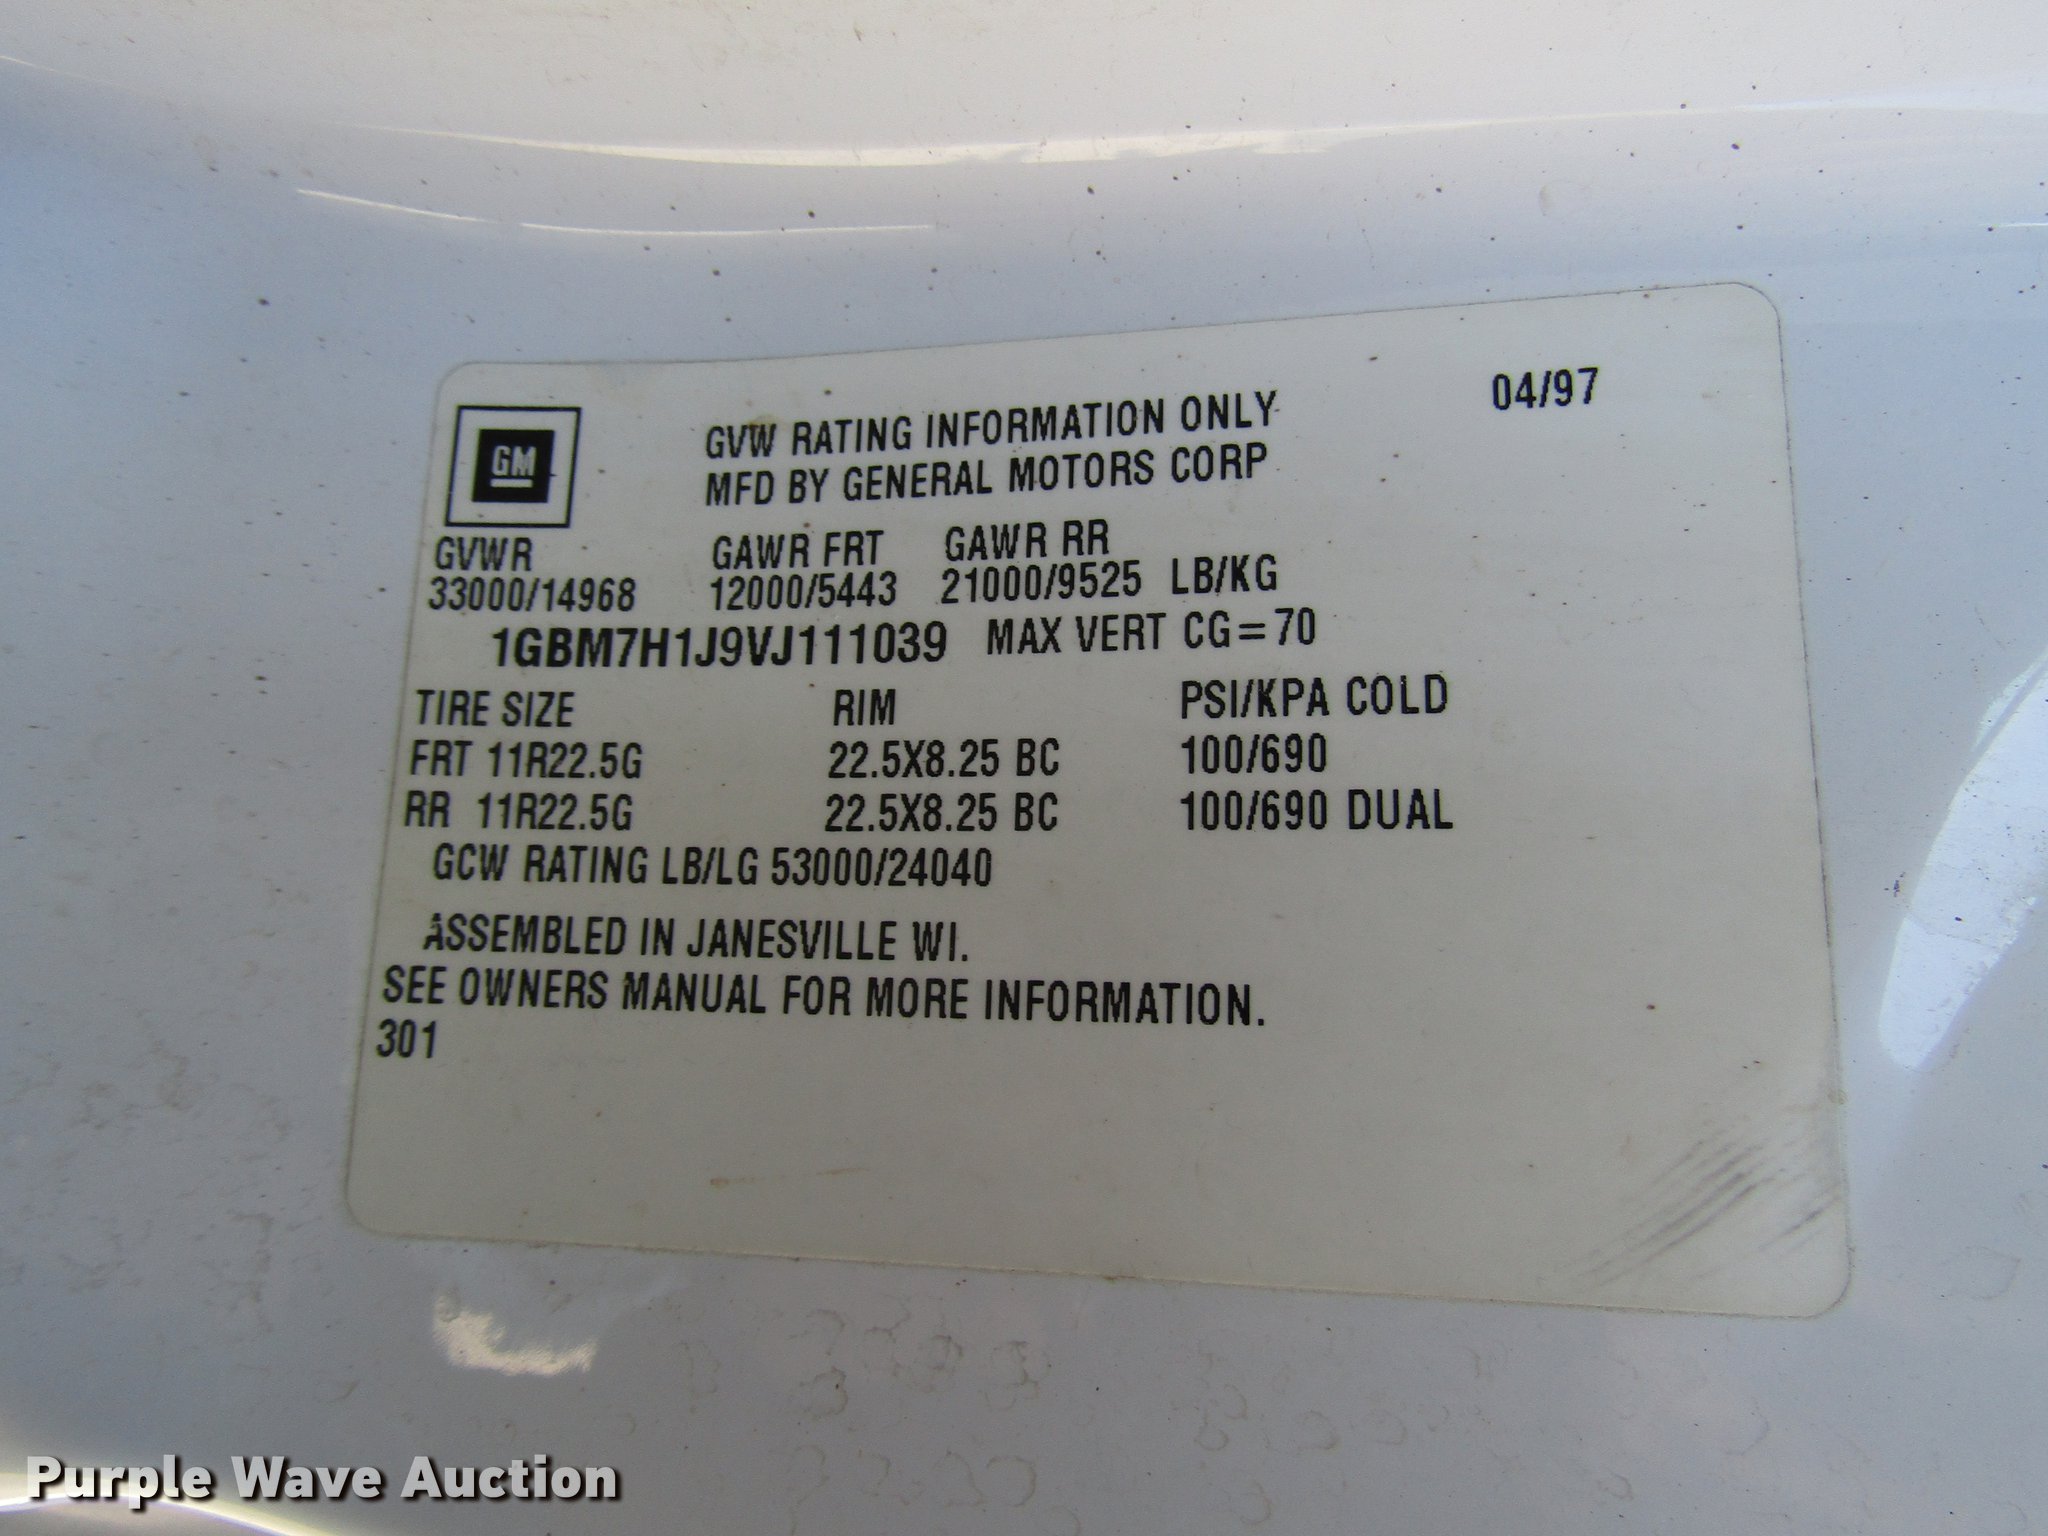 04/97
GM
GVW RATING INFORMATION ONLY
MFD BY GENERAL MOTORS CORP
GVWR GAWR FRT GAWR RR
33000/14968 12000/5443 21000/9525 LB/KG
1GBM7H1J9VJ111039 MAX VERT CG=70
TIRE SIZE RIM PSI/KPA COLD
FRT 11R22.5G 22.5X8.25 BC 100/690
RR 11R22.5G 22.5X8.25 BC 100/690 DUAL
GCW RATING LB/LG 53000/24040
ASSEMBLED IN JANESVILLE WI.
SEE OWNERS MANUAL FOR MORE INFORMATION.
301
Purple Wave Auction